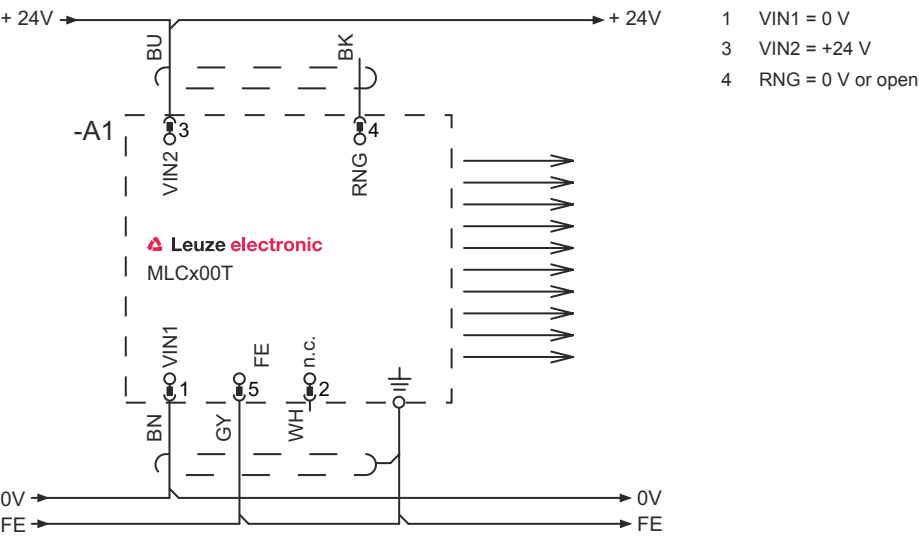 + 24V
+ 24V
1 VIN1 = 0 V
3 VIN2 = +24 V
4 RNG = 0 V or open
BU
BK
-A1
3
4
VIN2
RNG
Leuze electronic
MLCx00T
VIN1
FE
n.c.
1
5
2
BN
GY
WH
0V
0V
FE
FE